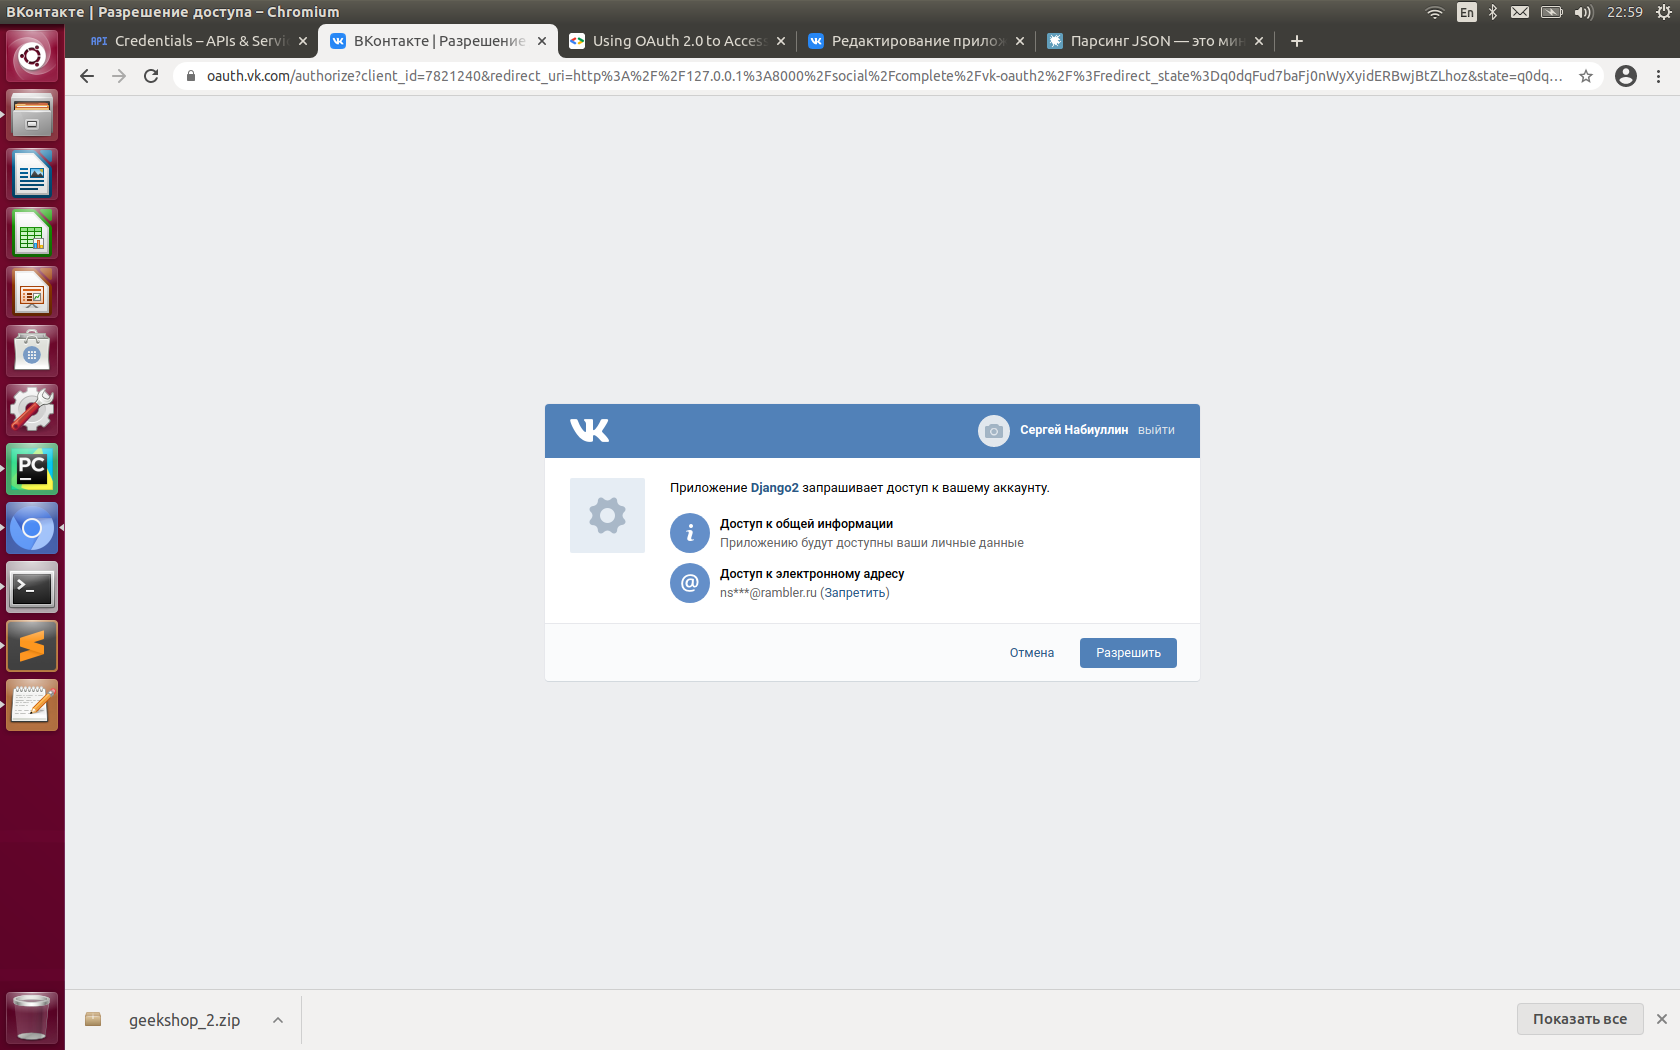 ВКонтакте | Разрешение доступа – Chromium
En
22:59
API Credentials – APIs & Servi
ВКонтакте | Разрешение
Using OAuth 2.0 to Access
Редактирование прилож
Парсинг JSON — это мин
oauth.vk.com/authorize?client_id=7821240&redirect_uri=http%3A%2F%2F127.0.0.1%3A8000%2Fsocial%2Fcomplete%2Fvk-oauth2%2F%3Fredirect_state%3Dq0dqFud7baFj0nWyXyidERBwjBtZLhoz&state=q0dq...
PC
Сергей Набиуллин выйти
Приложение Django2 запрашивает доступ к вашему аккаунту.
Доступ к общей информации
Приложению будут доступны ваши личные данные
Доступ к электронному адресу
ns***@rambler.ru (Запретить)
Отмена
Разрешить
geekshop_2.zip
Показать все